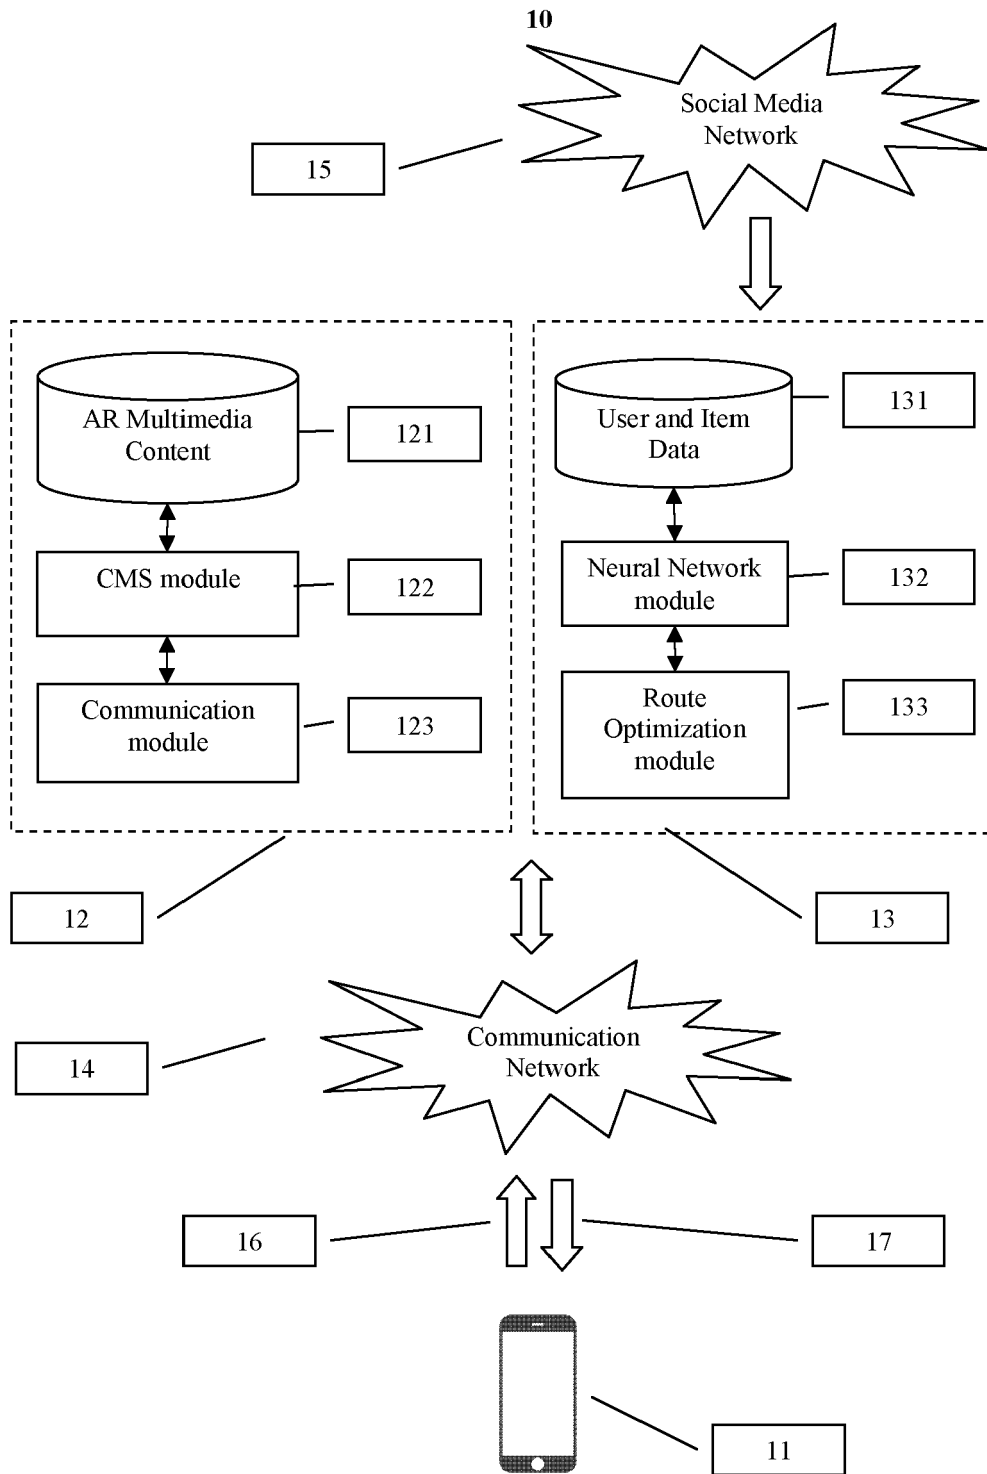 10
Social Media
Network
15
AR Multimedia
Content
121
CMS module
122
Communication
module
123
User and Item
Data
131
Neural Network
module
132
Route
Optimization
module
133
12
13
Communication
Network
14
16
17
11